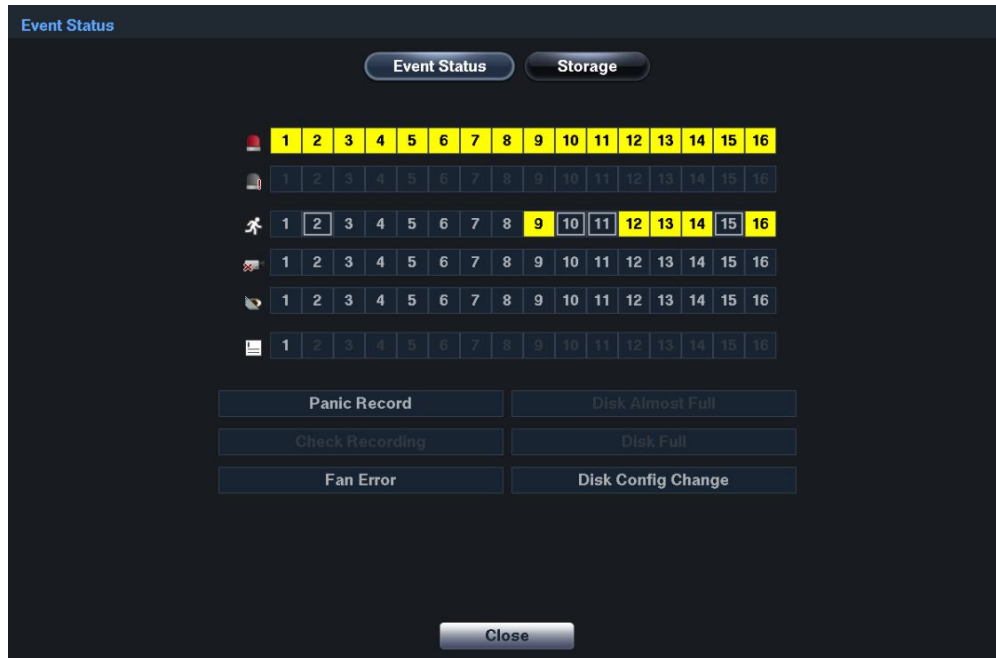 Event Status
Event Status Storage
1 2 3 4 5 6 7 8 9 10 11 12 13 14 15 16
1 2 3 4 5 6 7 8 9 10 11 12 13 14 15 16
1 2 3 4 5 6 7 8 9 10 11 12 13 14 15 16
1 2 3 4 5 6 7 8 9 10 11 12 13 14 15 16
1 2 3 4 5 6 7 8 9 10 11 12 13 14 15 16
1 2 3 4 5 6 7 8 9 10 11 12 13 14 15 16
Panic Record Disk Almost Full
Check Recording Disk Full
Fan Error Disk Config Change
Close